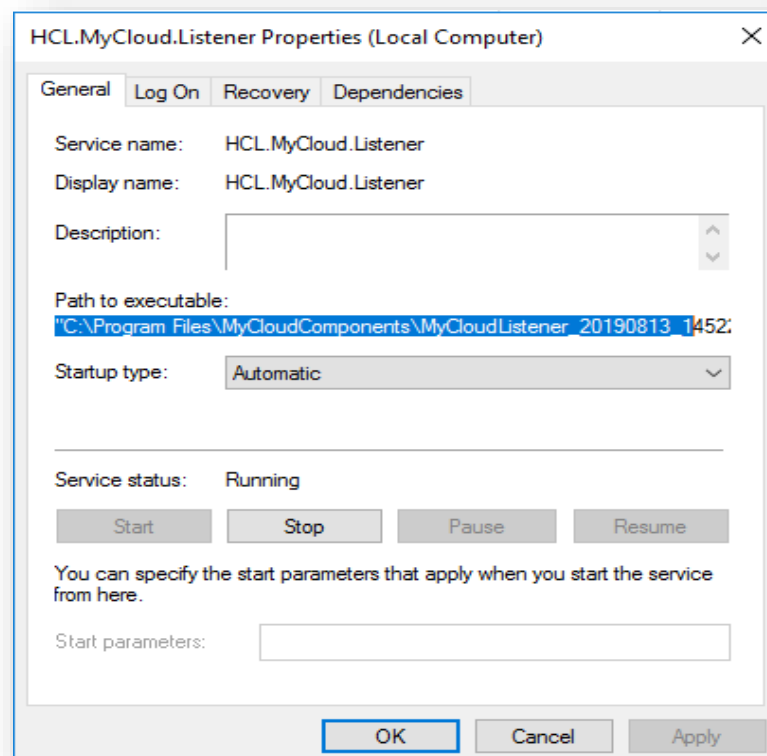 HCL.MyCloud.Listener Properties (Local Computer)
General Log On Recovery Dependencies
Service name: HCL.MyCloud.Listener
Display name: HCL.MyCloud.Listener
Description:
Path to executable:
"C:\Program Files\MyCloudComponents\MyCloudListener_20190813_14522
Startup type: Automatic
Service status: Running
Start Stop Pause Resume
You can specify the start parameters that apply when you start the service
from here.
Start parameters:
OK Cancel Apply